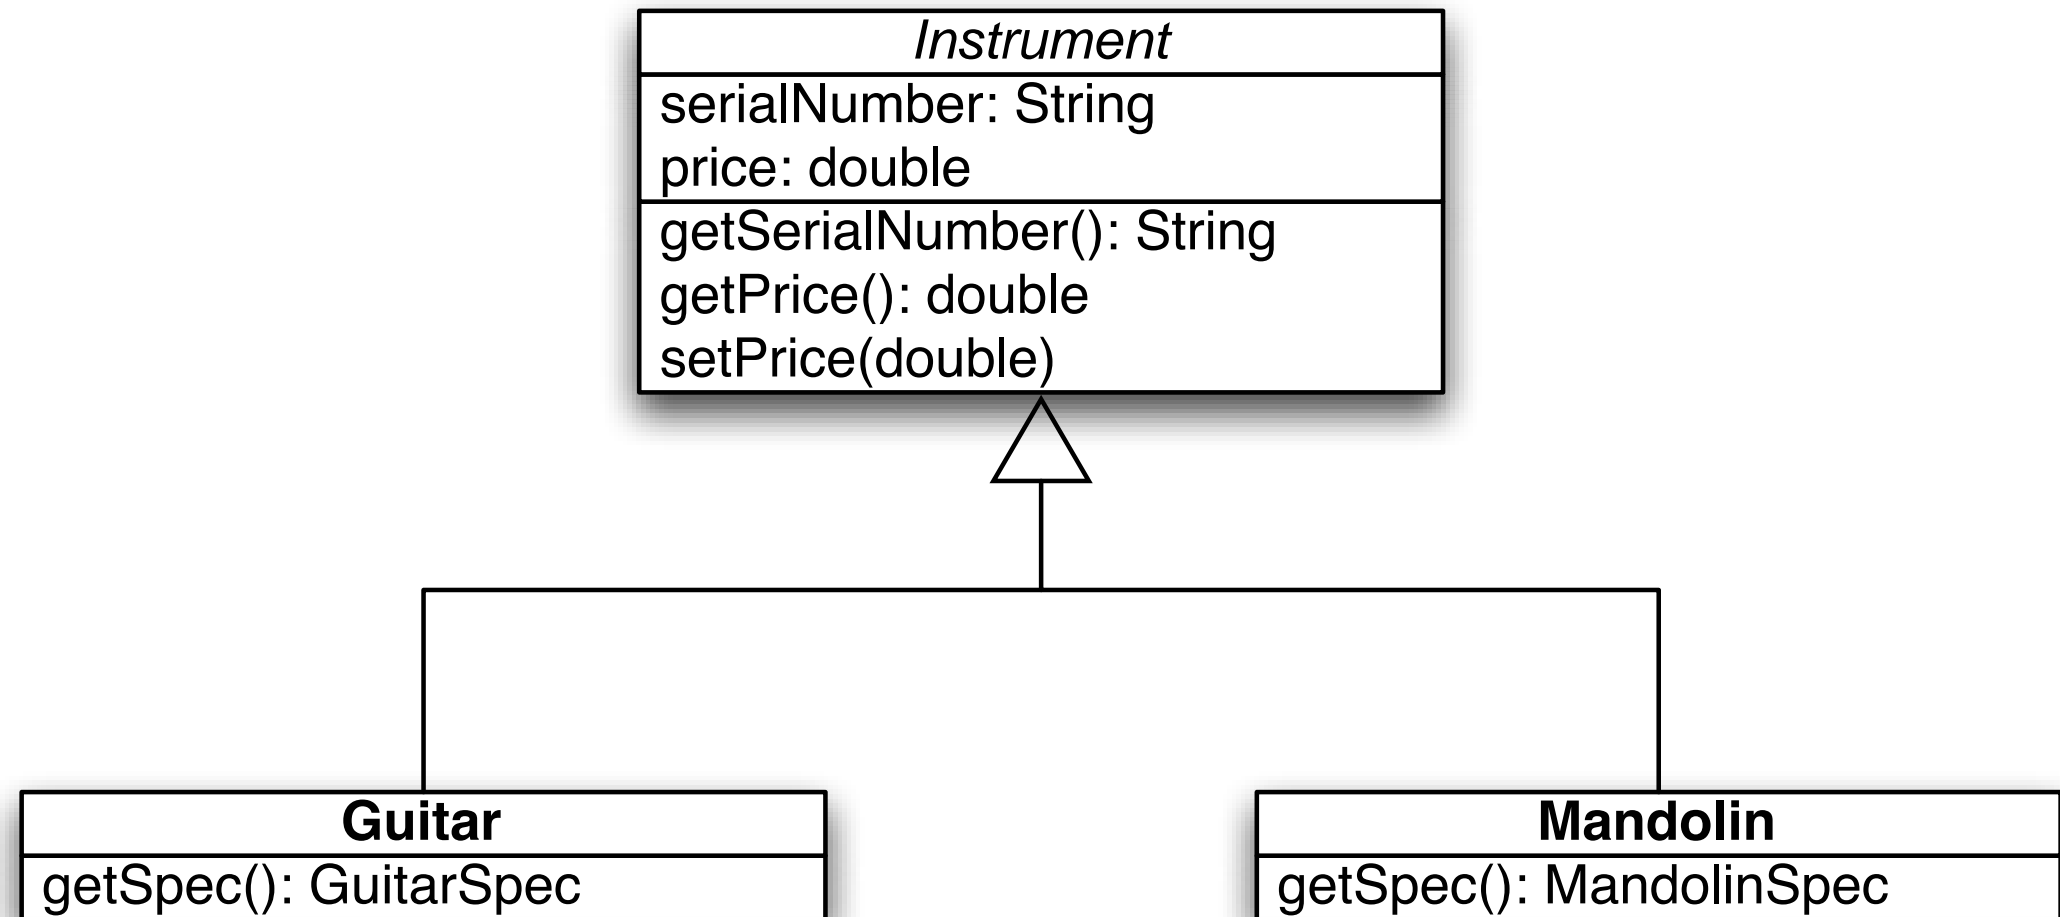 Instrument
serialNumber: String
price: double
getSerialNumber(): String
getPrice(): double
setPrice(double)
Guitar
getSpec(): GuitarSpec
Mandolin
getSpec(): MandolinSpec